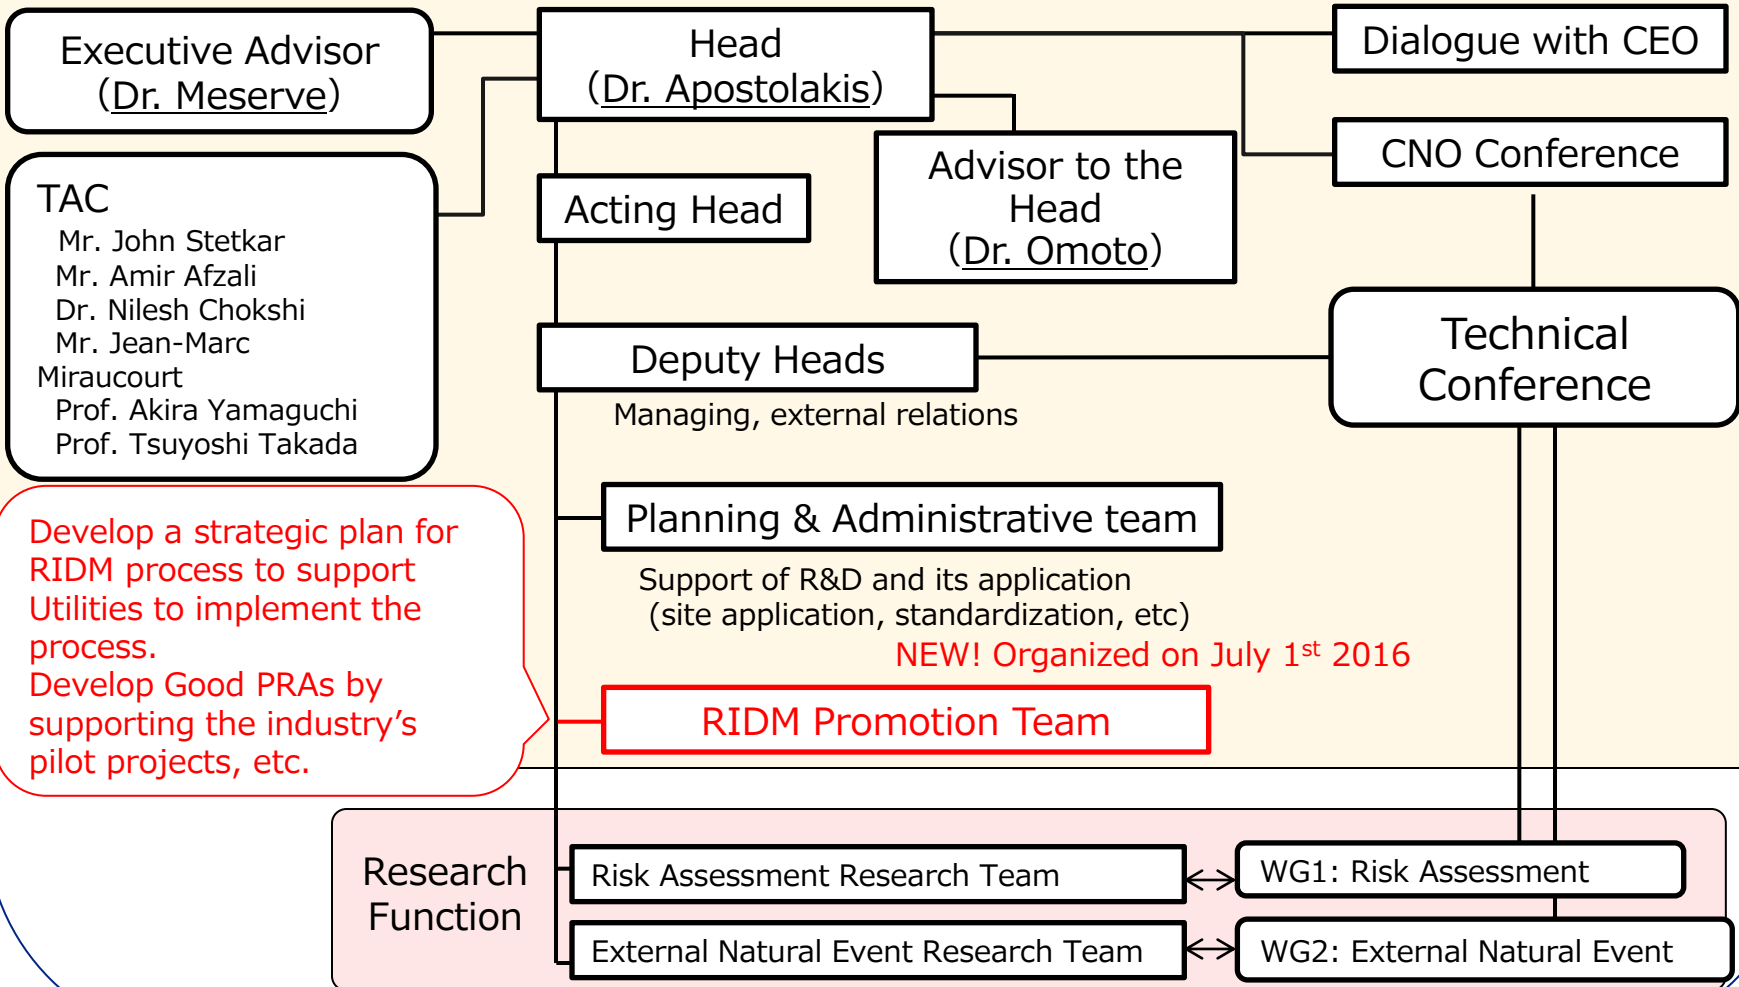 Executive Advisor
(Dr. Meserve)
Head
(Dr. Apostolakis)
Dialogue with CEO
CNO Conference
TAC
Mr. John Stetkar
Mr. Amir Afzali
Dr. Nilesh Chokshi
Mr. Jean-Marc
Miraucourt
Prof. Akira Yamaguchi
Prof. Tsuyoshi Takada
Acting Head
Advisor to the
Head
(Dr. Omoto)
Deputy Heads
Managing, external relations
Technical
Conference
Planning & Administrative team
Support of R&D and its application
(site application, standardization, etc)
NEW! Organized on July 1st 2016
RIDM Promotion Team
Develop a strategic plan for
RIDM process to support
Utilities to implement the
process.
Develop Good PRAs by
supporting the industry’s
pilot projects, etc.
Research
Function
Risk Assessment Research Team
WG1: Risk Assessment
External Natural Event Research Team
WG2: External Natural Event